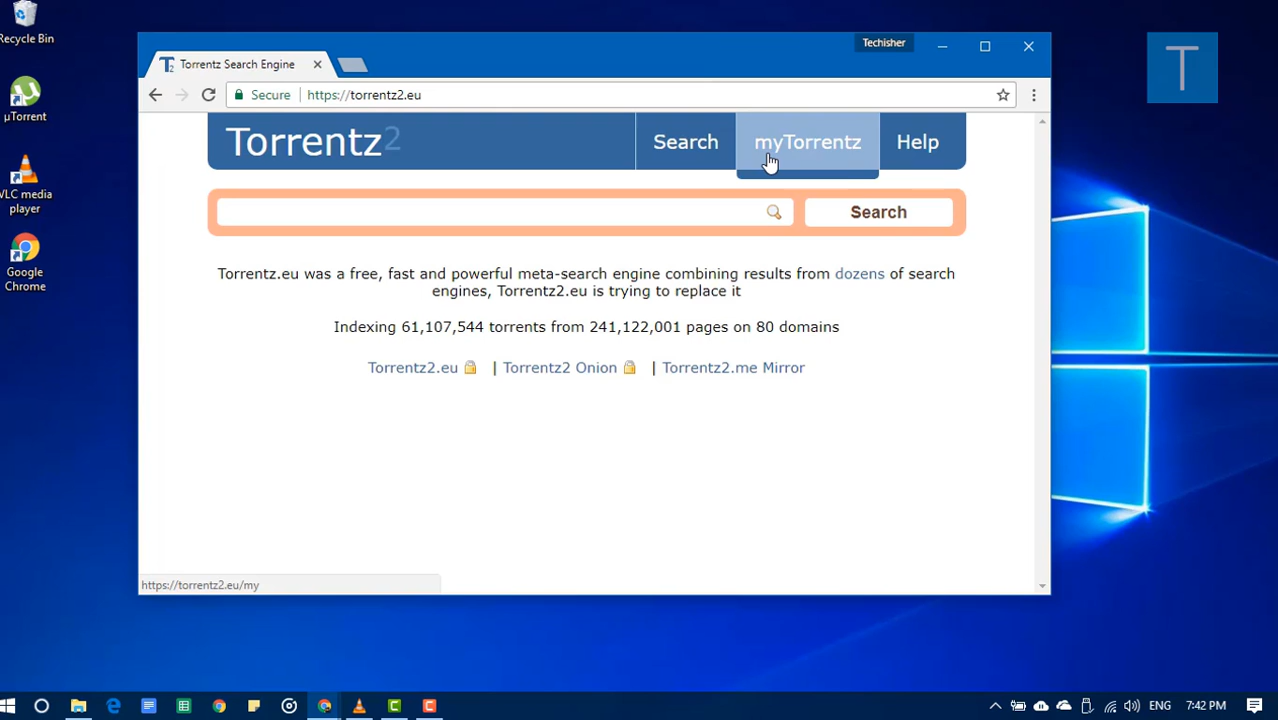 Recycle Bin
µTorrent
VLC media
player
Google
Chrome
Techisher
T
T2 Torrentz Search Engine
Secure
https://torrentz2.eu
Torrentz2
Search
myTorrentz
Help
Search
Torrentz.eu was a free, fast and powerful meta-search engine combining results from dozens of search
engines, Torrentz2.eu is trying to replace it
Indexing 61,107,544 torrents from 241,122,001 pages on 80 domains
Torrentz2.eu | Torrentz2 Onion | Torrentz2.me Mirror
https://torrentz2.eu/my
ENG
7:42 PM